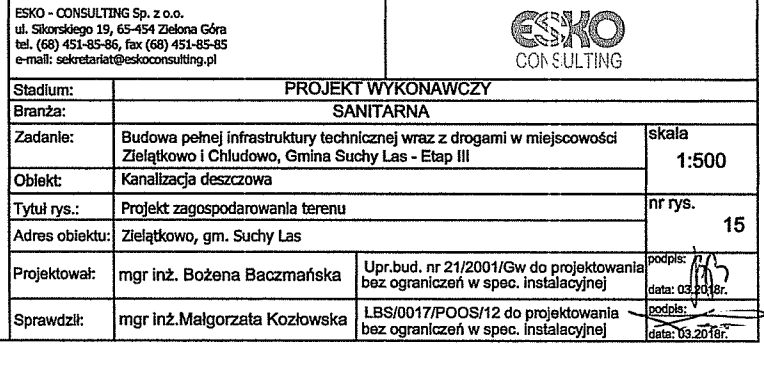 ESKO - CONSULTING Sp. z o.o.
ul. Sikorskiego 19, 65-454 Zielona Góra
tel. (68) 451-85-86, fax (68) 451-85-85
e-mail: sekretariat@eskoconsulting.pl
ESKO
CONSULTING
Stadium: PROJEKT WYKONAWCZY
Branża: SANITARNA
Zadanie: Budowa pełnej infrastruktury technicznej wraz z drogami w miejscowości
Zielątkowo i Chludowo, Gmina Suchy Las - Etap III
skala
1:500
Obiekt: Kanalizacja deszczowa
Tytuł rys.: Projekt zagospodarowania terenu
nr rys.
15
Adres obiektu: Zielątkowo, gm. Suchy Las
Projektował: mgr inż. Bożena Baczmańska
Upr.bud. nr 21/2001/Gw do projektowania
bez ograniczeń w spec. instalacyjnej
podpis:
data: 03.2018r.
Sprawdził: mgr inż.Małgorzata Kozłowska
LBS/0017/POOS/12 do projektowania
bez ograniczeń w spec. instalacyjnej
podpis:
data: 03.2018r.